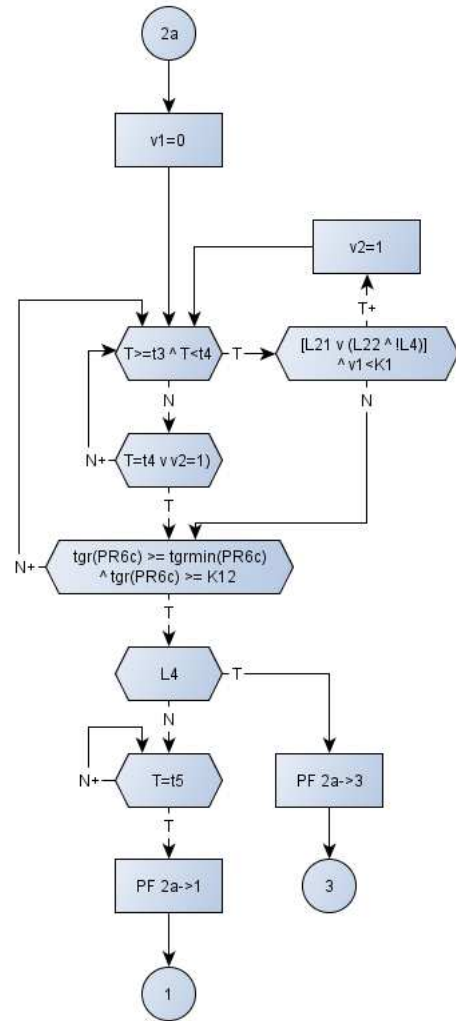 2a
v1=0
v2=1
T+
T>=t3 ^ T<t4
T
[L21 v (L22 ^ !L4)]
^ v1<K1
N
N
N+
T=t4 v v2=1)
T
N+
tgr(PR6c) >= tgrmin(PR6c)
^ tgr(PR6c) >= K12
T
L4
T
N
N+
T=t5
PF 2a->3
T
PF 2a->1
3
1